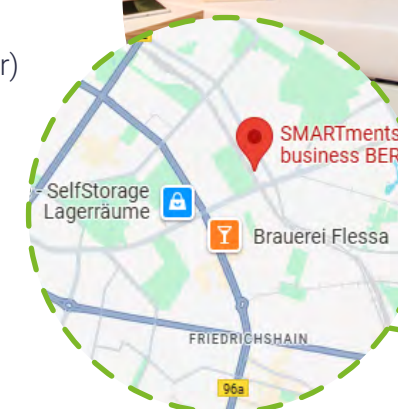 r)
SMARTments
business BER
- SelfStorage
Lagerräume
Brauerei Flessa
FRIEDRICHSHAIN
96a